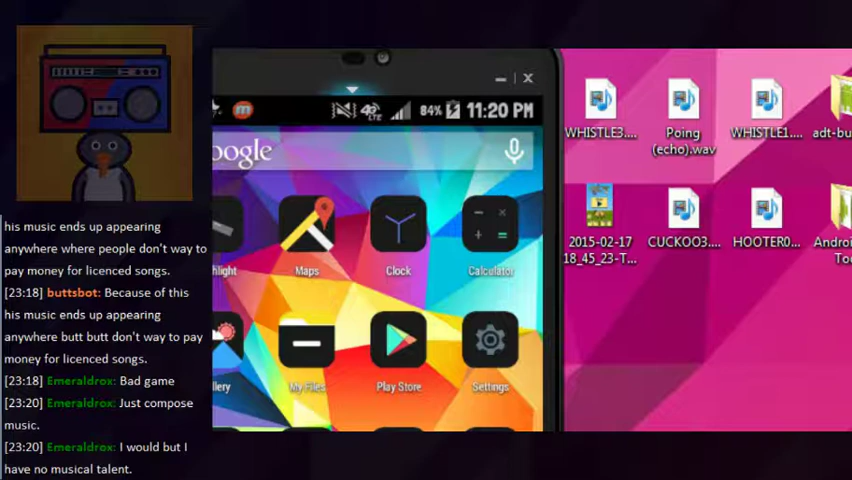 his music ends up appearing
anywhere where people don't way to
pay money for licenced songs.
[23:18] buttsbot: Because of this
his music ends up appearing
anywhere butt butt don't way to pay
money for licenced songs.
[23:18] Emeraldrox: Bad game
[23:20] Emeraldrox: Just compose
music.
[23:20] Emeraldrox: I would but I
have no musical talent.
4G LTE 84% 11:20 PM
oogle
hlight
Maps
Clock
Calculator
llery
My Files
Play Store
Settings
WHISTLE3....
Poing
(echo).wav
WHISTLE1....
adt-bu
2015-02-17
18_45_23-T...
CUCKOO3....
HOOTER0...
Android
Too